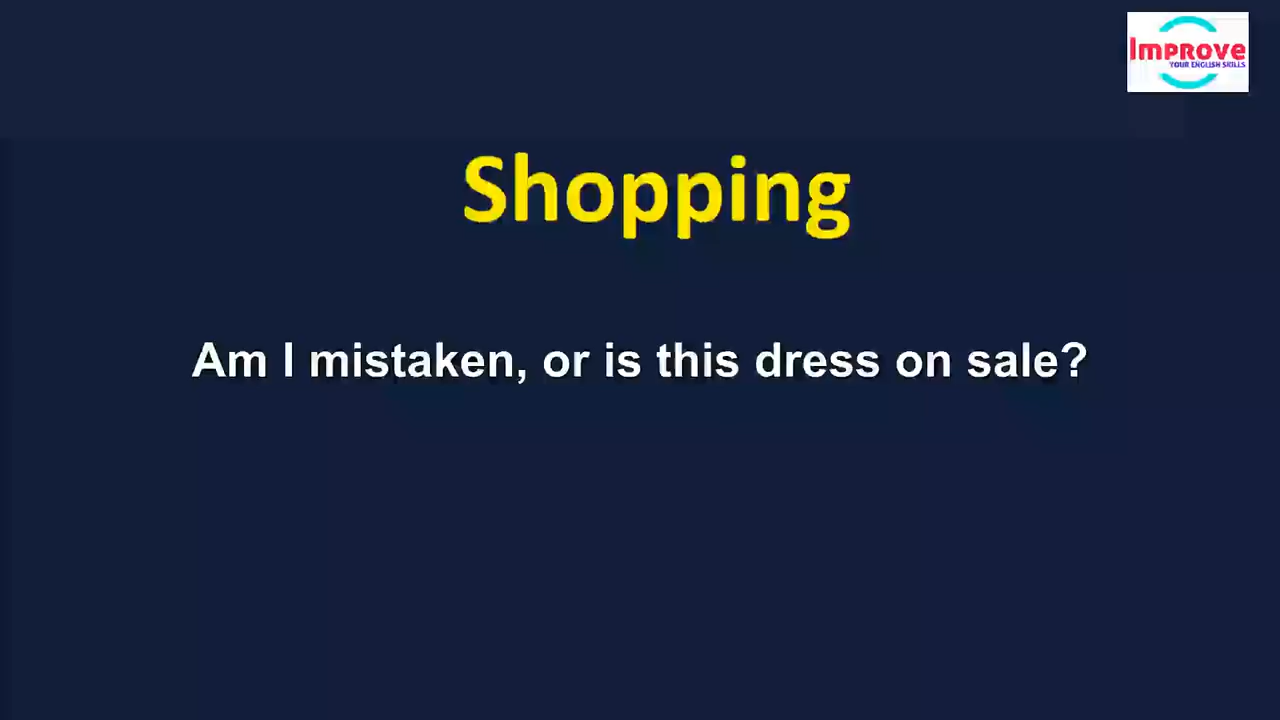 Improve
YOUR ENGLISH SKILLS
Shopping
Am I mistaken, or is this dress on sale?